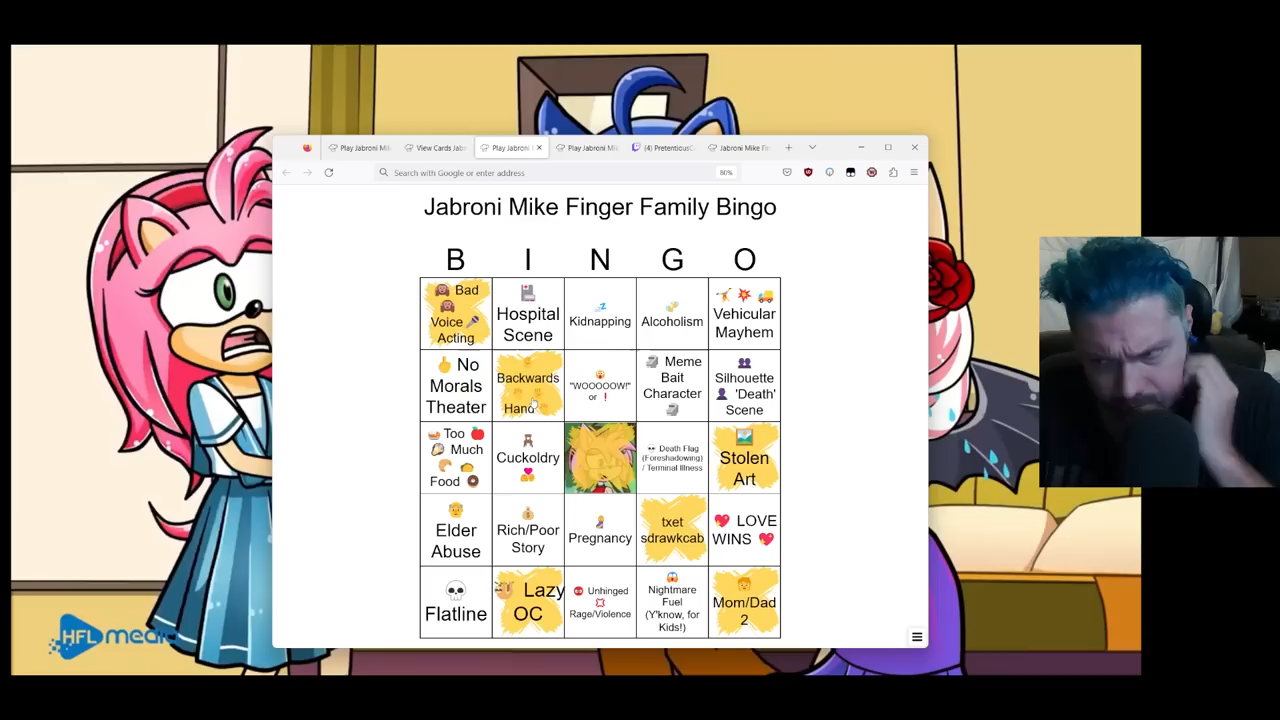 Play Jabroni Mi
View Cards Jab
Play Jabroni
Play Jabroni Mi
(4) Pretentious
Jabroni Mike Fin
Search with Google or enter address
80%
Jabroni Mike Finger Family Bingo
B I N G O
Bad
Voice
Acting
Hospital
Scene
Kidnapping
Alcoholism
Vehicular
Mayhem
No
Morals
Theater
Backwards
Hand
"WOOOOOW!"
or
Meme
Bait
Character
Silhouette
'Death'
Scene
Too
Much
Food
Cuckoldry
Death Flag
(Foreshadowing)
/ Terminal Illness
Stolen
Art
Elder
Abuse
Rich/Poor
Story
Pregnancy
txet
sdrawkcab
LOVE
WINS
Flatline
Lazy
OC
Unhinged
Rage/Violence
Nightmare
Fuel
(Y'know, for
Kids!)
Mom/Dad
2
HFL media